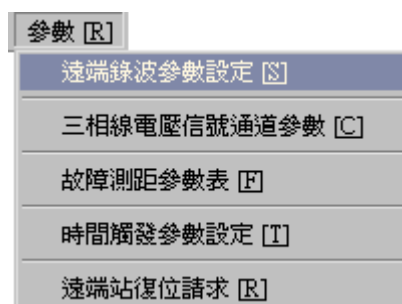 參數 [R]
遠端錄波參數設定 [S]
三相線電壓信號通道參數 [C]
故障測距參數表 [F]
時間觸發參數設定 [T]
遠端站復位請求 [R]